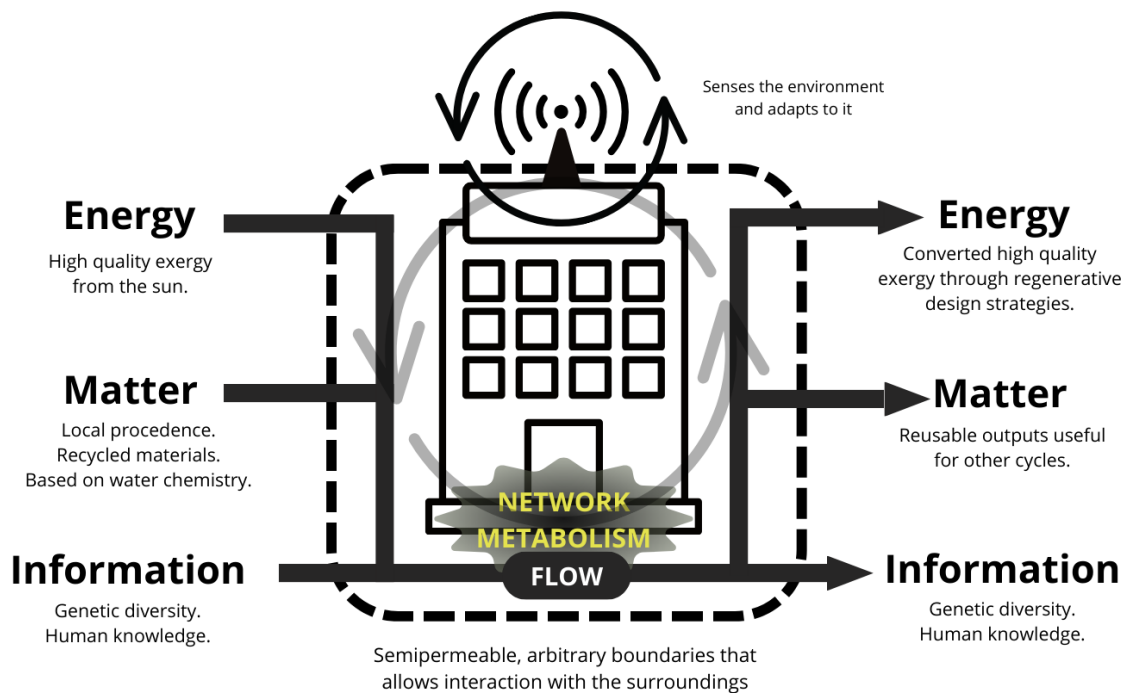 Senses the environment
and adapts to it
Energy
High quality exergy
from the sun.
Matter
Local procedence.
Recycled materials.
Based on water chemistry.
Information
Genetic diversity.
Human knowledge.
NETWORK
METABOLISM
FLOW
Energy
Converted high quality
exergy through regenerative
design strategies.
Matter
Reusable outputs useful
for other cycles.
Information
Genetic diversity.
Human knowledge.
Semipermeable, arbitrary boundaries that
allows interaction with the surroundings